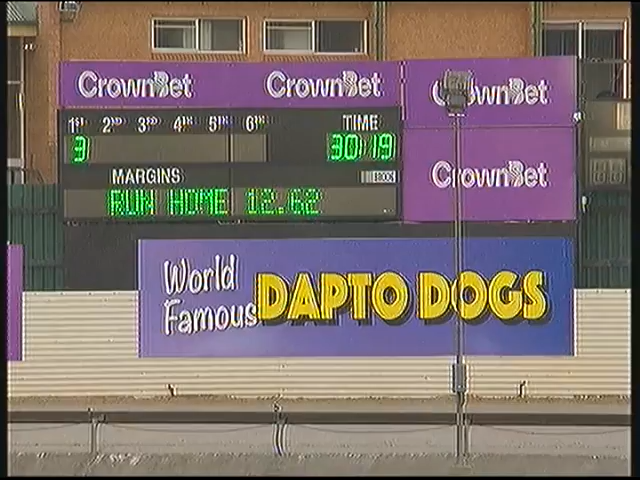 CrownBet CrownBet CrownBet
1ST 2ND 3RD 4TH 5TH 6TH TIME
3 30 19
MARGINS
CrownBet
RUN HOME 12.62
World
Famous DAPTO DOGS